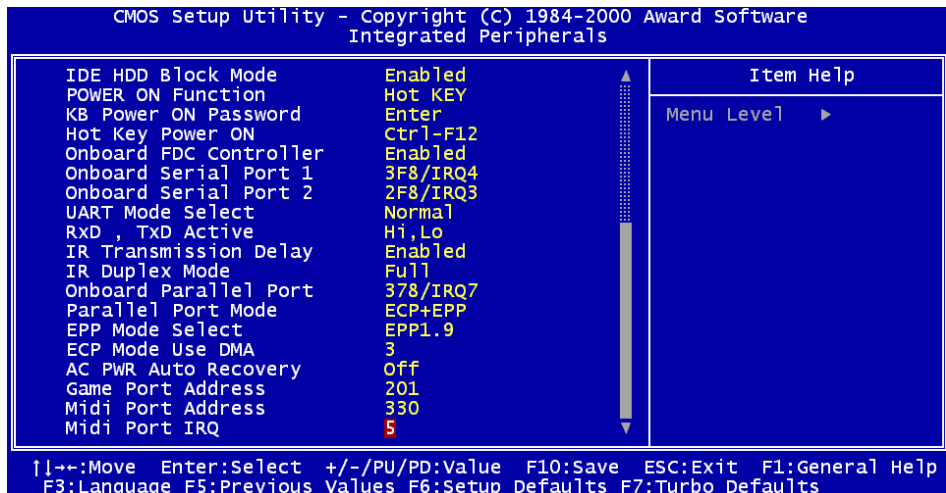 CMOS Setup Utility - Copyright (C) 1984-2000 Award Software
Integrated Peripherals
IDE HDD Block Mode Enabled
POWER ON Function Hot KEY
KB Power ON Password Enter
Hot Key Power ON Ctrl-F12
Onboard FDC Controller Enabled
Onboard Serial Port 1 3F8/IRQ4
Onboard Serial Port 2 2F8/IRQ3
UART Mode Select Normal
RxD , TxD Active Hi,Lo
IR Transmission Delay Enabled
IR Duplex Mode Full
Onboard Parallel Port 378/IRQ7
Parallel Port Mode ECP+EPP
EPP Mode Select EPP1.9
ECP Mode Use DMA 3
AC PWR Auto Recovery Off
Game Port Address 201
Midi Port Address 330
Midi Port IRQ 5
Item Help
Menu Level ▶
↑↓→←:Move Enter:Select +/-/PU/PD:Value F10:Save ESC:Exit F1:General Help
F3:Language F5:Previous Values F6:Setup Defaults F7:Turbo Defaults